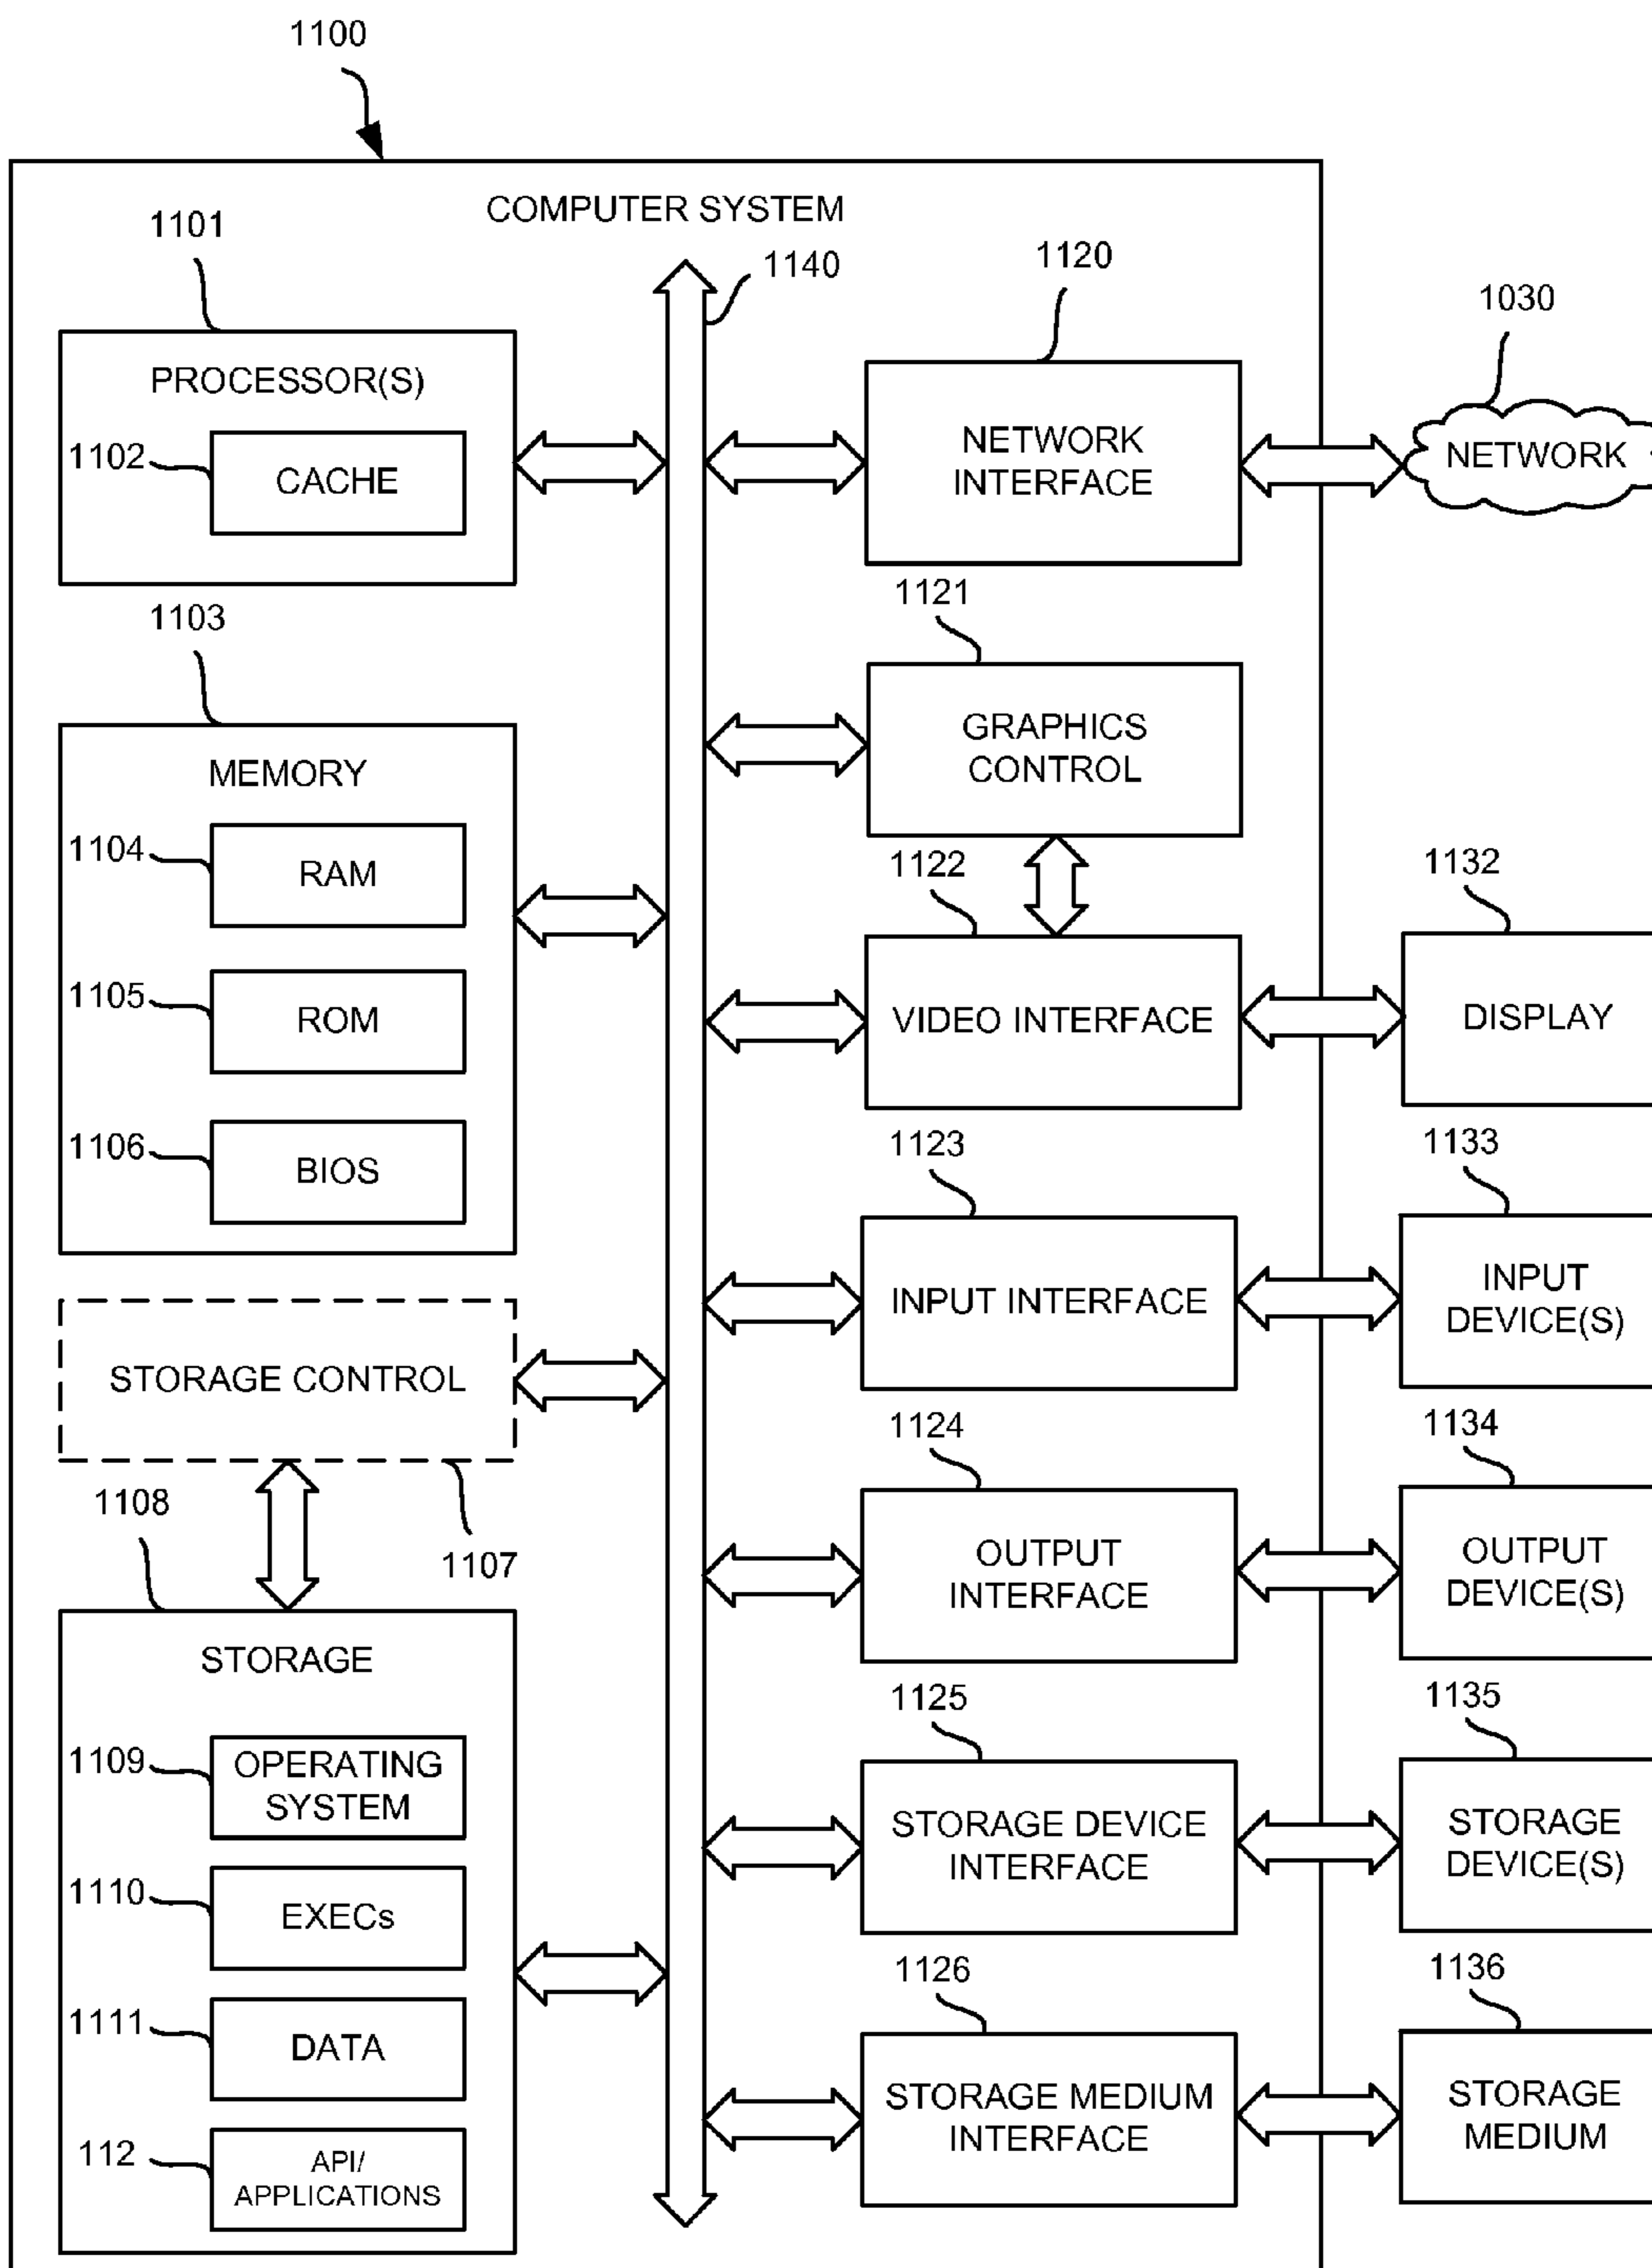 1100
COMPUTER SYSTEM
1101
1140
1120
1030
PROCESSOR(S)
1102
CACHE
NETWORK
INTERFACE
NETWORK
1103
1121
MEMORY
GRAPHICS
CONTROL
1104
RAM
1122
1132
1105
ROM
VIDEO INTERFACE
DISPLAY
1106
BIOS
1123
1133
INPUT INTERFACE
INPUT
DEVICE(S)
STORAGE CONTROL
1107
1124
1134
OUTPUT
INTERFACE
OUTPUT
DEVICE(S)
1108
STORAGE
1125
1135
1109
OPERATING
SYSTEM
STORAGE DEVICE
INTERFACE
STORAGE
DEVICE(S)
1110
EXECs
1126
1136
1111
DATA
STORAGE MEDIUM
INTERFACE
STORAGE
MEDIUM
112
API/
APPLICATIONS